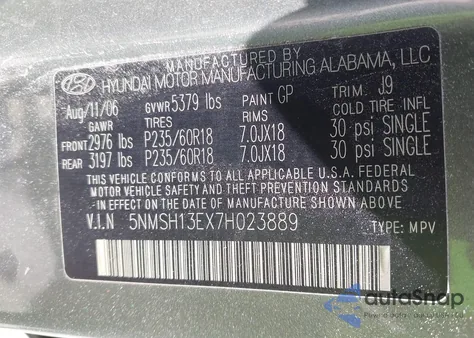 HYUNDAI MOTOR MANUFACTURING ALABAMA, LLC
Aug/11/06 GVWR 5379 lbs PAINT GP TRIM. J9
GAWR TIRES RIMS COLD TIRE INFL
FRONT 2976 lbs P235/60R18 7.0JX18 30 psi SINGLE
REAR 3197 lbs P235/60R18 7.0JX18 30 psi SINGLE
THIS VEHICLE CONFORMS TO ALL APPLICABLE U.S.A. FEDERAL
MOTOR VEHICLE SAFETY AND THEFT PREVENTION STANDARDS
IN EFFECT ON THE DATE OF MANUFACTURE SHOWN ABOVE
V.I.N 5NMSH13EX7H023889 TYPE: MPV
autoSnap